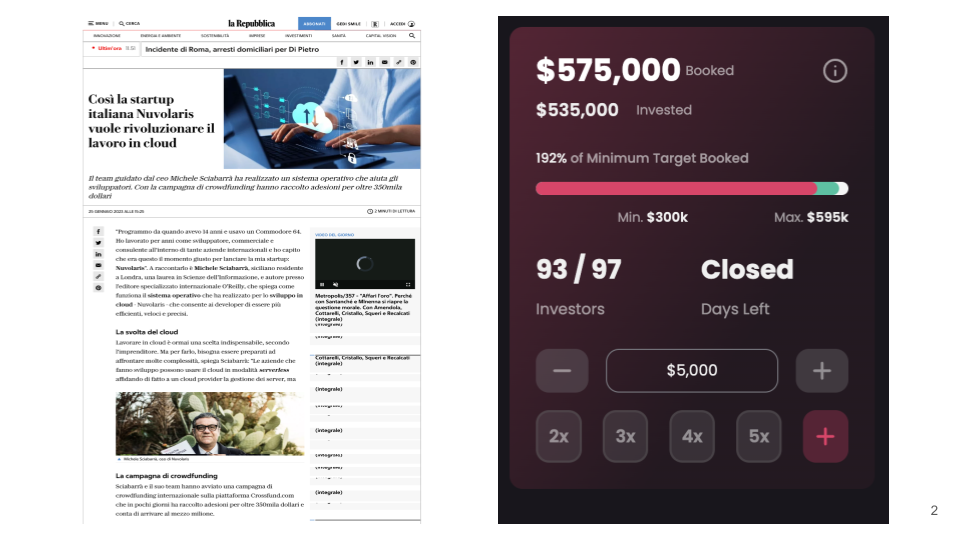 MENU
CERCA
la Repubblica
ABBONATI
GEDI SMILE
R
ACCEDI
INNOVAZIONE
ENERGIA E AMBIENTE
SOSTENIBILITÀ
IMPRESE
INVESTIMENTI
SANITÀ
CAPITAL VISION
Ultim'ora
Incidente di Roma, arresti domiciliari per Di Pietro
Così la startup
italiana Nuvolaris
vuole rivoluzionare il
lavoro in cloud
Il team guidato dal ceo Michele Sciabarrà ha realizzato un sistema operativo che aiuta gli
sviluppatori. Con la campagna di crowdfunding hanno raccolto adesioni per oltre 350mila
dollari
2 MINUTI DI LETTURA
"Programmo da quando avevo 14 anni e usavo un Commodore 64.
Ho lavorato per anni come sviluppatore, commerciale e
consulente all'interno di tante aziende internazionali e ho capito
che era questo il momento giusto per lanciare la mia startup:
Nuvolaris". A raccontarlo è Michele Sciabarrà, siciliano residente
a Londra, una laurea in Scienze dell'Informazione, e autore presso
l'editore specializzato internazionale O'Reilly, che spiega come
funziona il sistema operativo che ha realizzato per lo sviluppo in
cloud - Nuvolaris - che consente ai developer di essere più
efficienti, veloci e precisi.
La svolta del cloud
Lavorare in cloud è ormai una scelta indispensabile, secondo
l'imprenditore. Ma per farlo, bisogna essere preparati ad
affrontare molte complessità, spiega Sciabarrà: "Le aziende che
fanno sviluppo possono usare il cloud in modalità serverless
affidando di fatto a un cloud provider la gestione dei server, ma
Michele Sciabarrà, ceo di Nuvolaris
La campagna di crowdfunding
Sciabarrà e il suo team hanno avviato una campagna di
crowdfunding internazionale sulla piattaforma Crossfund.com
che in pochi giorni ha raccolto adesioni per oltre 350mila dollari e
conta di arrivare al mezzo milione.
VIDEO DEL GIORNO
Metropolis/357 - "Affari l'oro". Perché
con Santanchè e Minenna si riapre la
questione morale. Con Amendola,
Cottarelli, Cristallo, Squeri e Recalcati
(integrale)
(integrale)
(integrale)
Cottarelli, Cristallo, Squeri e Recalcati
(integrale)
(integrale)
(integrale)
(integrale)
(integrale)
(integrale)
(integrale)
(integrale)
$575,000 Booked
$535,000 Invested
192% of Minimum Target Booked
Min. $300k
Max. $595k
93 / 97
Closed
Investors
Days Left
$5,000
2x
3x
4x
5x
2